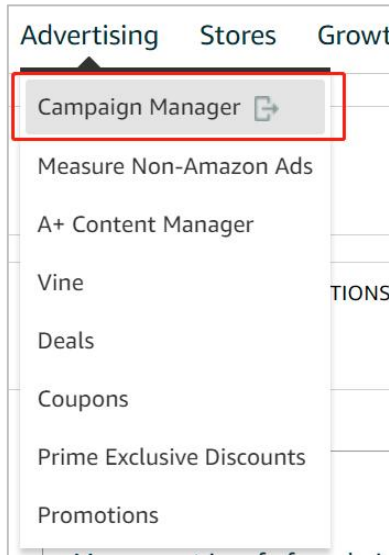 Advertising Stores Growt
Campaign Manager
Measure Non-Amazon Ads
A+ Content Manager
Vine
TIONS
Deals
Coupons
Prime Exclusive Discounts
Promotions